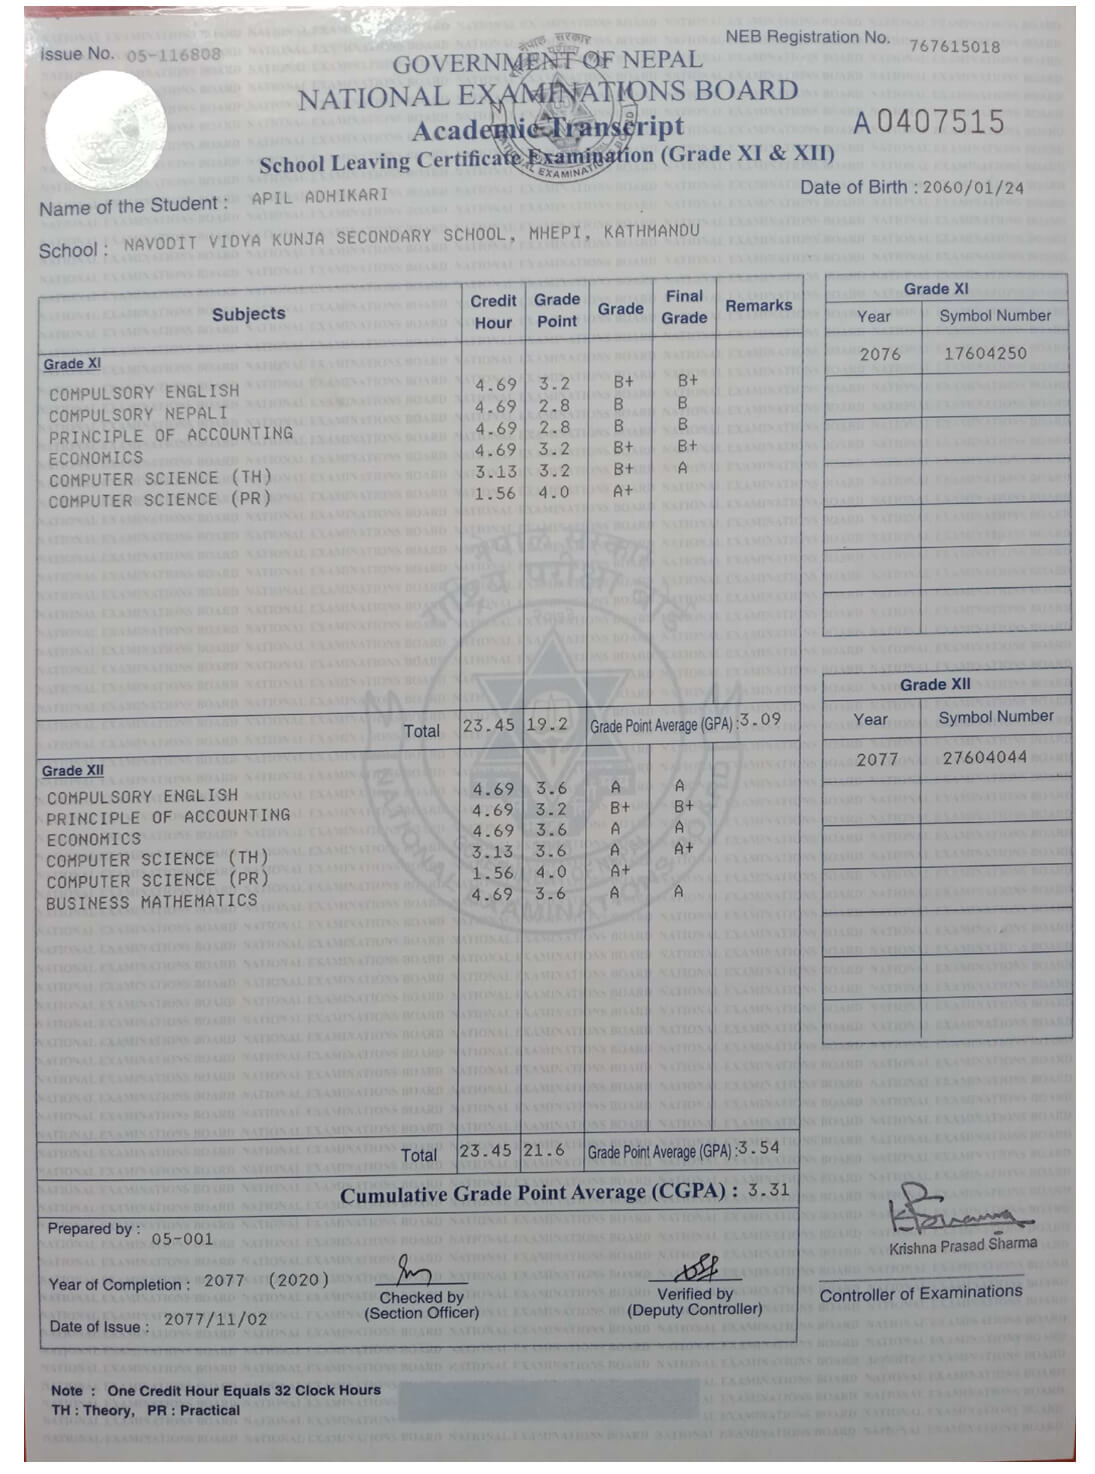 Issue No. 05-116808
NEB Registration No. 767615018
नेपाल सरकार
GOVERNMENT OF NEPAL
NATIONAL EXAMINATIONS BOARD
A 0407515
Academic Transcript
School Leaving Certificate Examination (Grade XI & XII)
Name of the Student : APIL ADHIKARI
Date of Birth : 2060/01/24
School : NAVODIT VIDYA KUNJA SECONDARY SCHOOL, MHEPI, KATHMANDU
Subjects Credit Hour Grade Point Grade Final Grade Remarks
Grade XI
COMPULSORY ENGLISH 4.69 3.2 B+ B+
COMPULSORY NEPALI 4.69 2.8 B B
PRINCIPLE OF ACCOUNTING 4.69 2.8 B B
ECONOMICS 4.69 3.2 B+ B+
COMPUTER SCIENCE (TH) 3.13 3.2 B+ A
COMPUTER SCIENCE (PR) 1.56 4.0 A+
Total 23.45 19.2 Grade Point Average (GPA) :3.09
Grade XII
COMPULSORY ENGLISH 4.69 3.6 A A
PRINCIPLE OF ACCOUNTING 4.69 3.2 B+ B+
ECONOMICS 4.69 3.6 A A
COMPUTER SCIENCE (TH) 3.13 3.6 A A+
COMPUTER SCIENCE (PR) 1.56 4.0 A+
BUSINESS MATHEMATICS 4.69 3.6 A A
Total 23.45 21.6 Grade Point Average (GPA) :3.54
Cumulative Grade Point Average (CGPA) : 3.31
Grade XI
Year Symbol Number
2076 17604250
Grade XII
Year Symbol Number
2077 27604044
नेपाल सरकार
राष्ट्रिय परीक्षा बोर्ड
NATIONAL EXAMINATIONS BOARD
Prepared by : 05-001
Year of Completion : 2077 (2020)
Date of Issue : 2077/11/02
Checked by
(Section Officer)
Verified by
(Deputy Controller)
Krishna Prasad Sharma
Controller of Examinations
Note : One Credit Hour Equals 32 Clock Hours
TH : Theory, PR : Practical